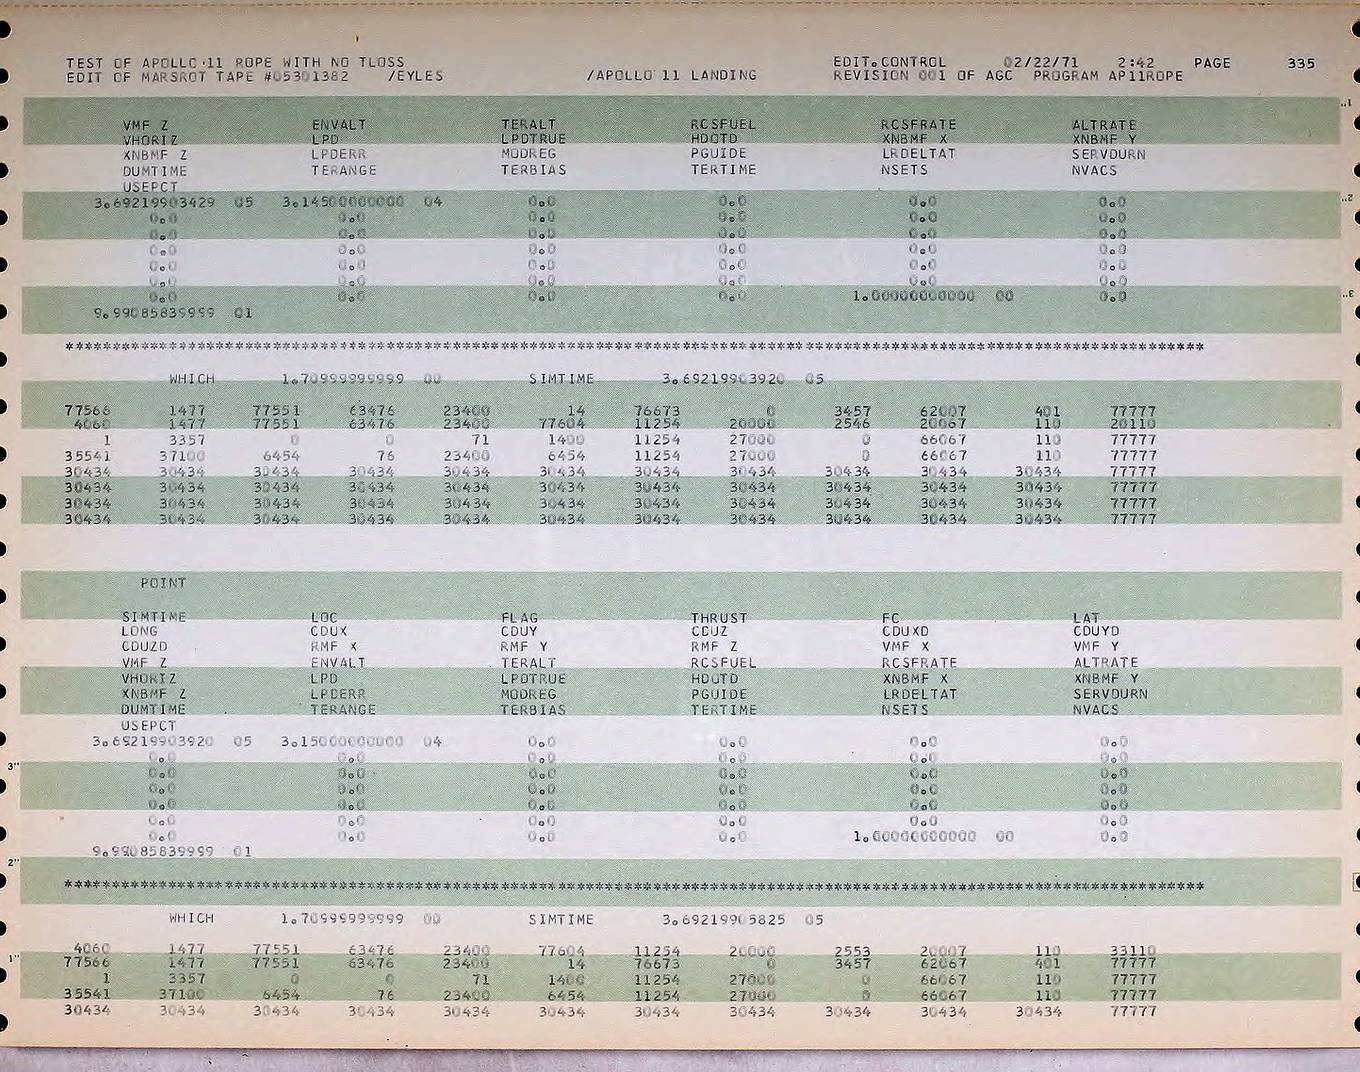 TEST OF APOLLO 11 ROPE WITH NO TLOSS EDIT.CONTROL 02/22/71 2:42 PAGE 335
EDIT OF MARSROT TAPE #05301382 /EYLES /APOLLO 11 LANDING REVISION 001 OF AGC PROGRAM AP11ROPE
VMF Z ENVALT TERALT RCSFUEL RCSFRATE ALTRATE
VHORIZ LPD LPDTRUE HDOTD XNBMF X XNBMF Y
XNBMF Z LPDERR MODREG PGUIDE LRDELTAT SERVDURN
DUMTIME TERANGE TERBIAS TERTIME NSETS NVACS
USEPCT
3.69219903429 05 3.14500000000 04 0.0 0.0 0.0 0.0
0.0 0.0 0.0 0.0 0.0 0.0
0.0 0.0 0.0 0.0 0.0 0.0
0.0 0.0 0.0 0.0 0.0 0.0
0.0 0.0 0.0 0.0 0.0 0.0
0.0 0.0 0.0 0.0 0.0 0.0
0.0 0.0 0.0 0.0 1.00000000000 00 0.0
9.99085839999 01
WHICH 1.70999999999 00 SIMTIME 3.69219903920 05
77566 1477 77551 63476 23400 14 76673 0 3457 62007 401 77777
4060 1477 77551 63476 23400 77604 11254 20000 2546 20067 110 20110
1 3357 0 0 71 1400 11254 27000 0 66067 110 77777
35541 37100 6454 76 23400 6454 11254 27000 0 66067 110 77777
30434 30434 30434 30434 30434 30434 30434 30434 30434 30434 30434 77777
30434 30434 30434 30434 30434 30434 30434 30434 30434 30434 30434 77777
30434 30434 30434 30434 30434 30434 30434 30434 30434 30434 30434 77777
30434 30434 30434 30434 30434 30434 30434 30434 30434 30434 30434 77777
POINT
SIMTIME LOC FLAG THRUST FC LAT
LONG CDUX CDUY CDUZ CDUXD CDUYD
CDUZD RMF X RMF Y RMF Z VMF X VMF Y
VMF Z ENVALT TERALT RCSFUEL RCSFRATE ALTRATE
VHORIZ LPD LPDTRUE HDOTD XNBMF X XNBMF Y
XNBMF Z LPDERR MODREG PGUIDE LRDELTAT SERVDURN
DUMTIME TERANGE TERBIAS TERTIME NSETS NVACS
USEPCT
3.69219903920 05 3.15000000000 04 0.0 0.0 0.0 0.0
0.0 0.0 0.0 0.0 0.0 0.0
0.0 0.0 0.0 0.0 0.0 0.0
0.0 0.0 0.0 0.0 0.0 0.0
0.0 0.0 0.0 0.0 0.0 0.0
0.0 0.0 0.0 0.0 0.0 0.0
0.0 0.0 0.0 0.0 1.00000000000 00 0.0
9.99085839999 01
WHICH 1.70999999999 00 SIMTIME 3.69219905825 05
4060 1477 77551 63476 23400 77604 11254 20000 2553 20007 110 33110
77566 1477 77551 63476 23400 14 76673 0 3457 62067 401 77777
1 3357 0 0 71 1400 11254 27000 0 66067 110 77777
35541 37100 6454 76 23400 6454 11254 27000 0 66067 110 77777
30434 30434 30434 30434 30434 30434 30434 30434 30434 30434 30434 77777